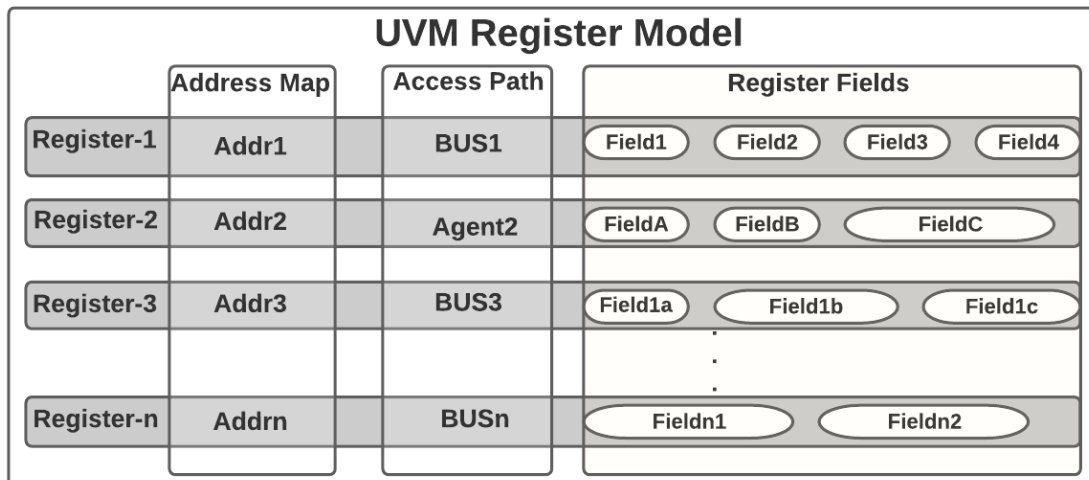 UVM Register Model
Address Map Access Path Register Fields
Register-1 Addr1 BUS1 Field1 Field2 Field3 Field4
Register-2 Addr2 Agent2 FieldA FieldB FieldC
Register-3 Addr3 BUS3 Field1a Field1b Field1c
.
.
.
Register-n Addrn BUSn Fieldn1 Fieldn2